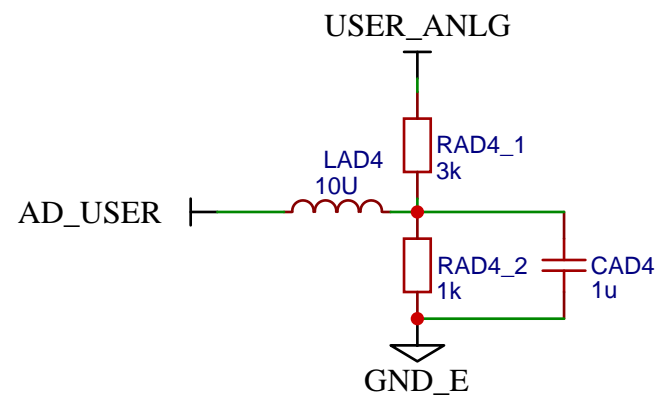 USER_ANLG
RAD4_1
3k
LAD4
10U
AD_USER
RAD4_2
1k
CAD4
1u
GND_E